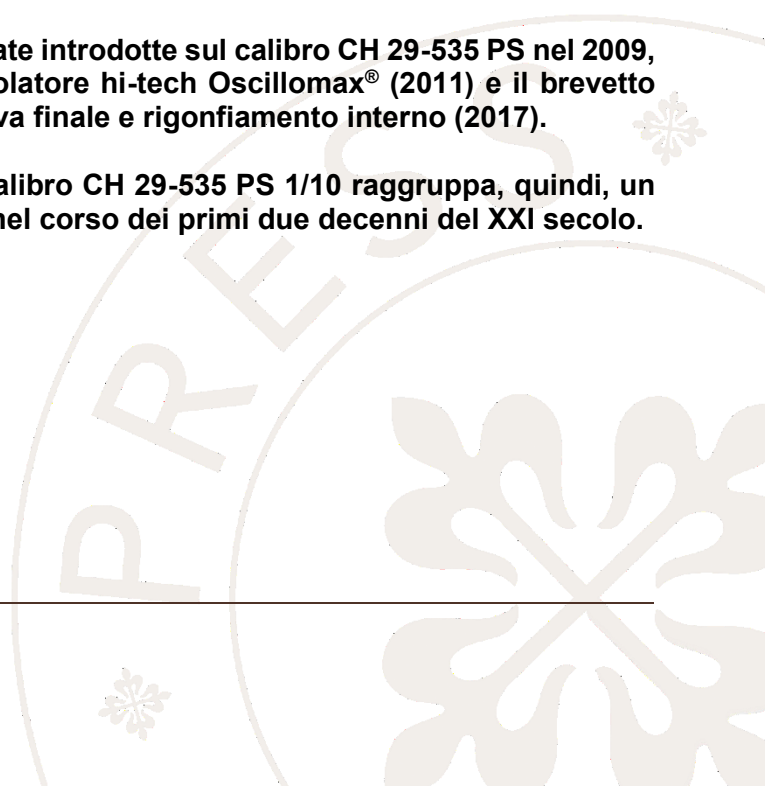 ate introdotte sul calibro CH 29-535 PS nel 2009,
olatore hi-tech Oscillomax® (2011) e il brevetto
va finale e rigonfiamento interno (2017).
alibro CH 29-535 PS 1/10 raggruppa, quindi, un
nel corso dei primi due decenni del XXI secolo.
PRESS